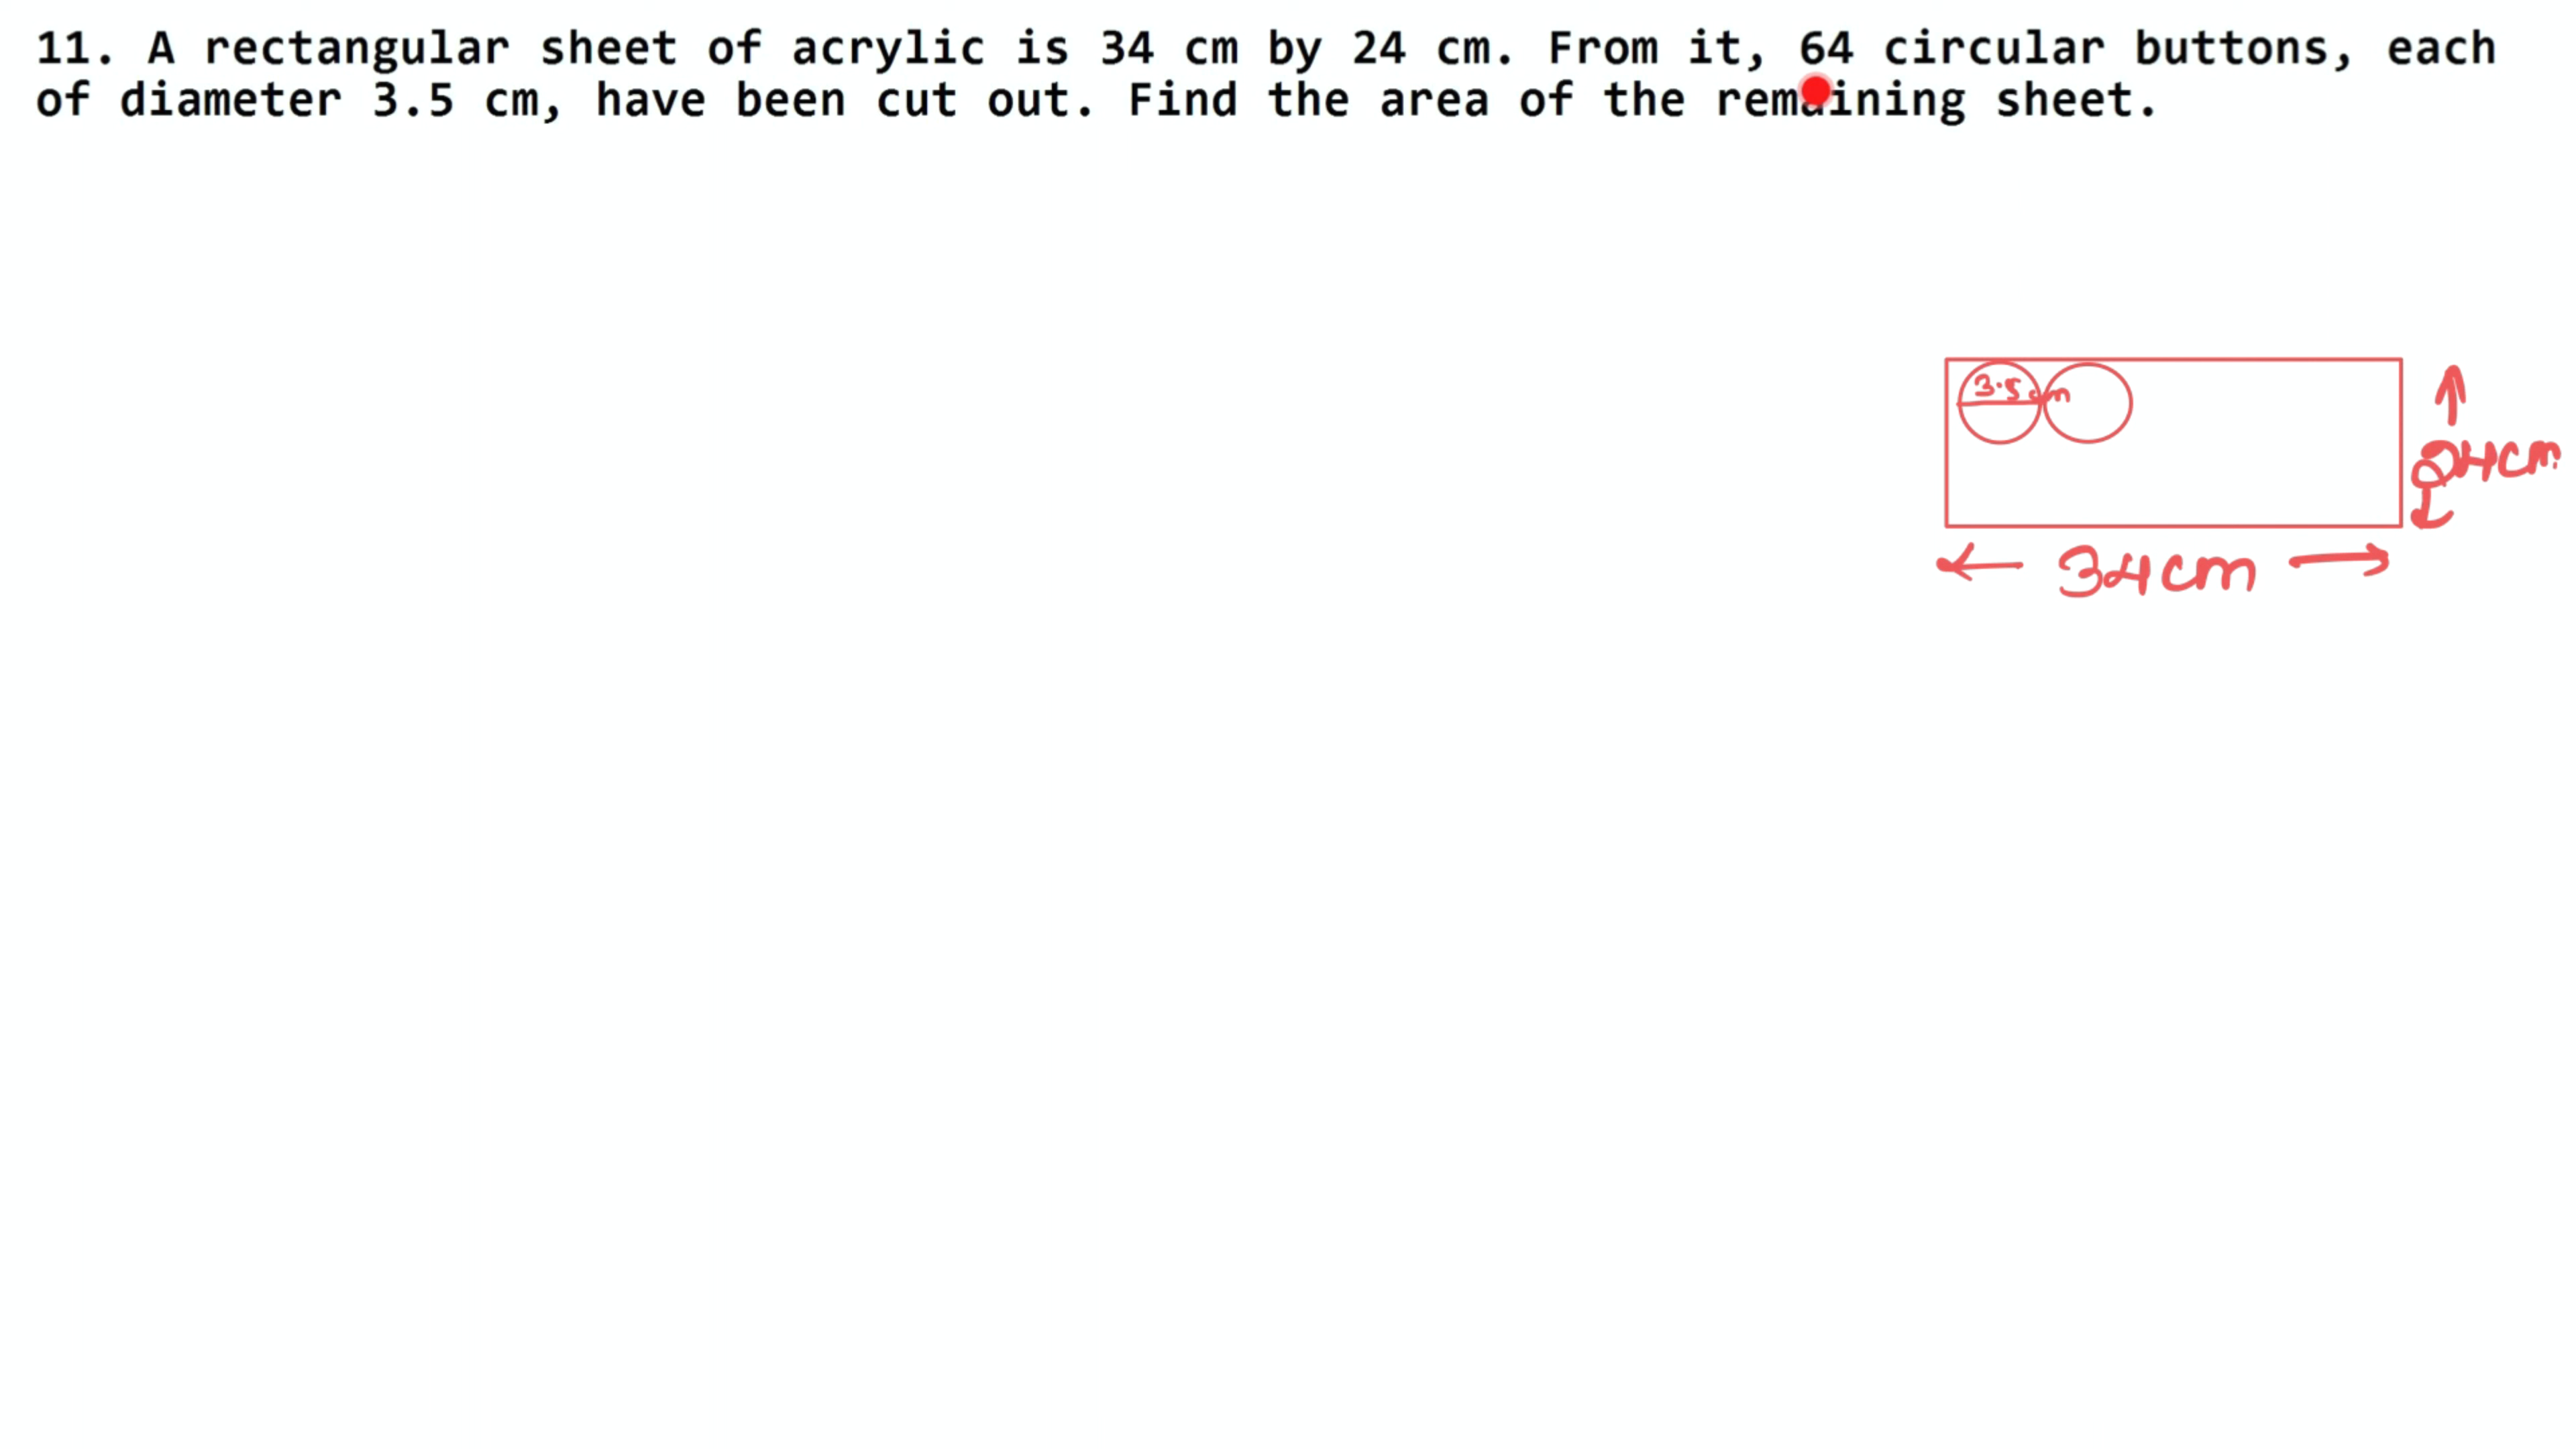 11. A rectangular sheet of acrylic is 34 cm by 24 cm. From it, 64 circular buttons, each
of diameter 3.5 cm, have been cut out. Find the area of the remaining sheet.
3.5 cm
24cm
34cm